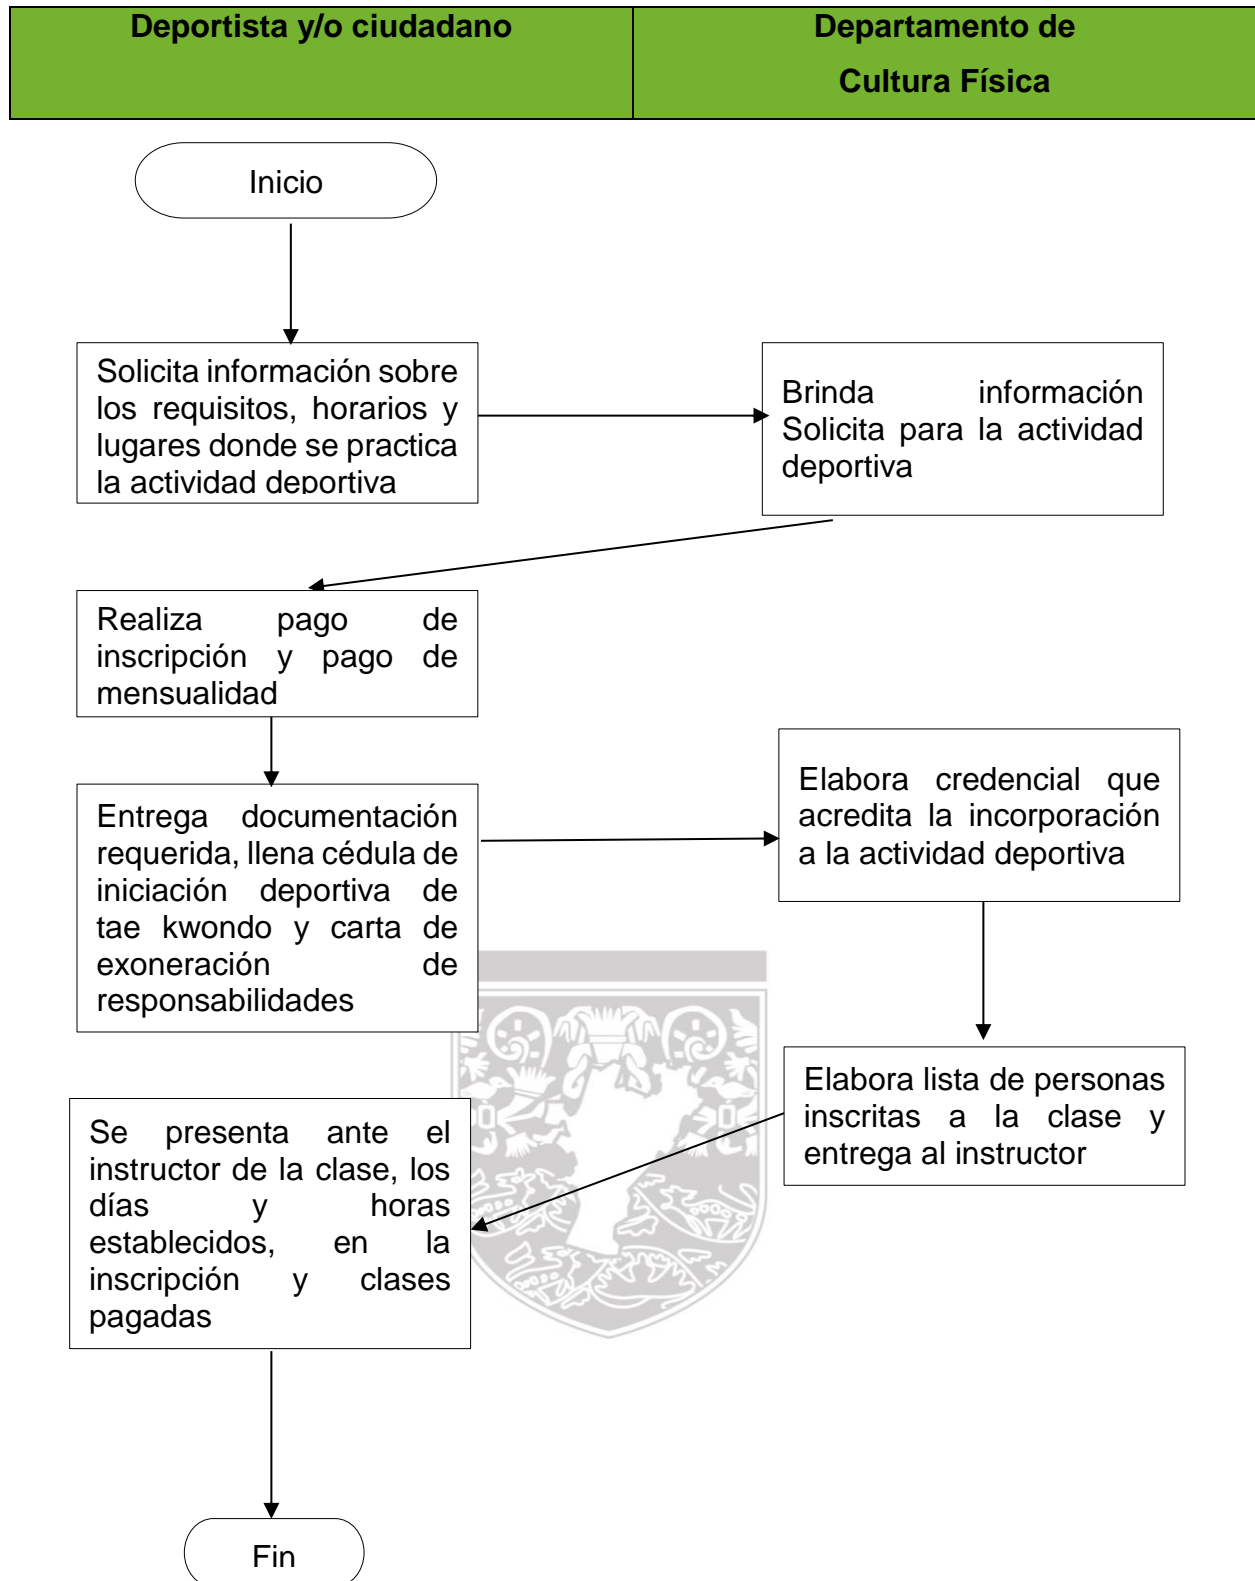 Deportista y/o ciudadano
Departamento de
Cultura Física
Inicio
Solicita información sobre
los requisitos, horarios y
lugares donde se practica
la actividad deportiva
Brinda información
Solicita para la actividad
deportiva
Realiza pago de
inscripción y pago de
mensualidad
Entrega documentación
requerida, llena cédula de
iniciación deportiva de
tae kwondo y carta de
exoneración de
responsabilidades
Elabora credencial que
acredita la incorporación
a la actividad deportiva
Elabora lista de personas
inscritas a la clase y
entrega al instructor
Se presenta ante el
instructor de la clase, los
días y horas
establecidos, en la
inscripción y clases
pagadas
Fin